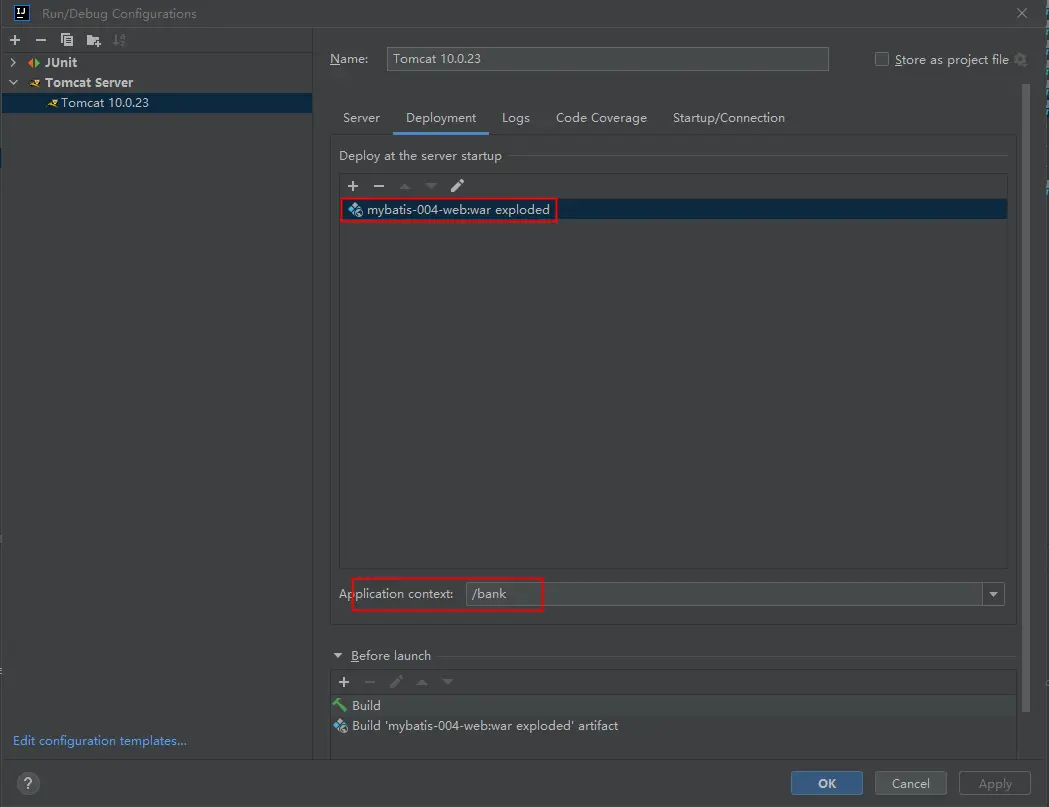 Run/Debug Configurations
JUnit
Tomcat Server
Tomcat 10.0.23
Edit configuration templates...
Name: Tomcat 10.0.23 Store as project file
Server Deployment Logs Code Coverage Startup/Connection
Deploy at the server startup
mybatis-004-web:war exploded
Application context: /bank
Before launch
Build
Build 'mybatis-004-web:war exploded' artifact
? OK Cancel Apply